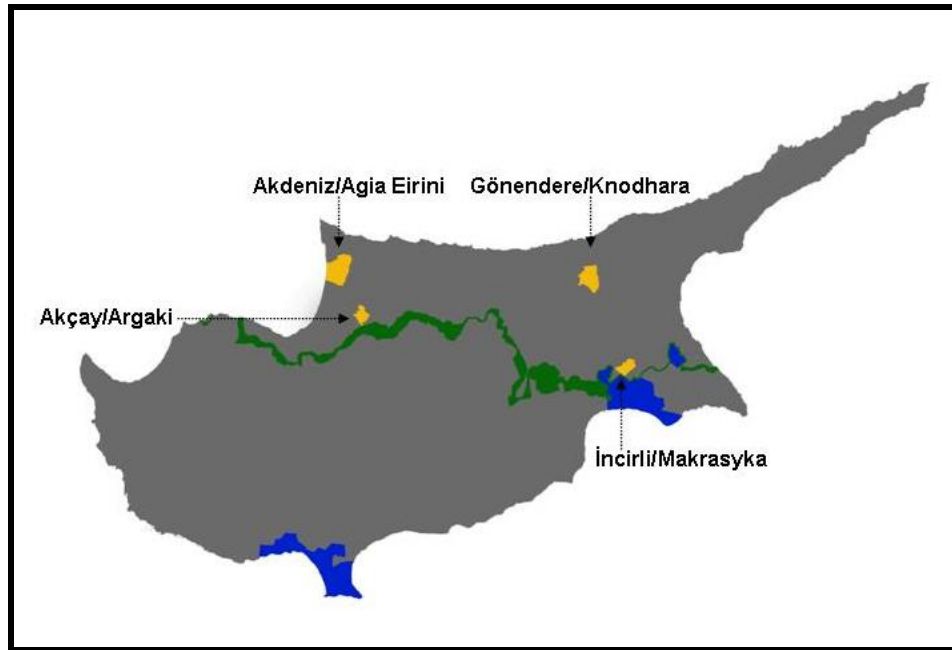 Akdeniz/Agia Eirini
Gönendere/Knodhara
Akçay/Argaki
İncirli/Makrasyka